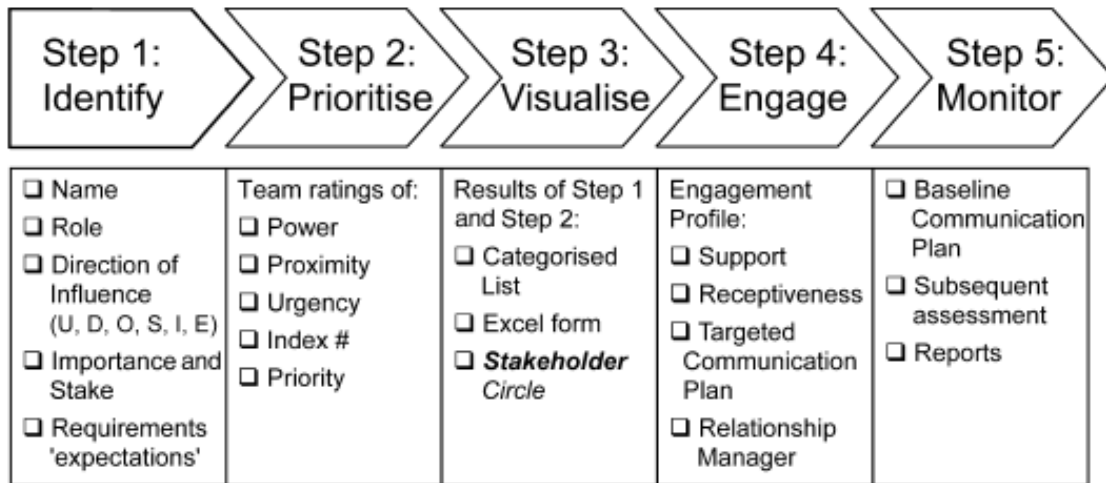 Step 1:
Identify
Step 2:
Prioritise
Step 3:
Visualise
Step 4:
Engage
Step 5:
Monitor
❑ Name
❑ Role
❑ Direction of
Influence
(U, D, O, S, I, E)
❑ Importance and
Stake
❑ Requirements
'expectations'
Team ratings of:
❑ Power
❑ Proximity
❑ Urgency
❑ Index #
❑ Priority
Results of Step 1
and Step 2:
❑ Categorised
List
❑ Excel form
❑ Stakeholder
Circle
Engagement
Profile:
❑ Support
❑ Receptiveness
❑ Targeted
Communication
Plan
❑ Relationship
Manager
❑ Baseline
Communication
Plan
❑ Subsequent
assessment
❑ Reports